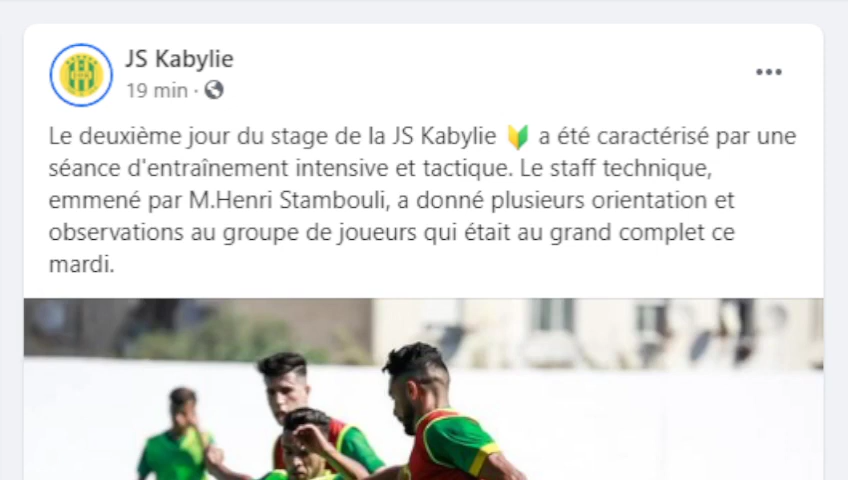 JS Kabylie
19 min ·
Le deuxième jour du stage de la JS Kabylie 🔰 a été caractérisé par une
séance d'entraînement intensive et tactique. Le staff technique,
emmené par M.Henri Stambouli, a donné plusieurs orientation et
observations au groupe de joueurs qui était au grand complet ce
mardi.